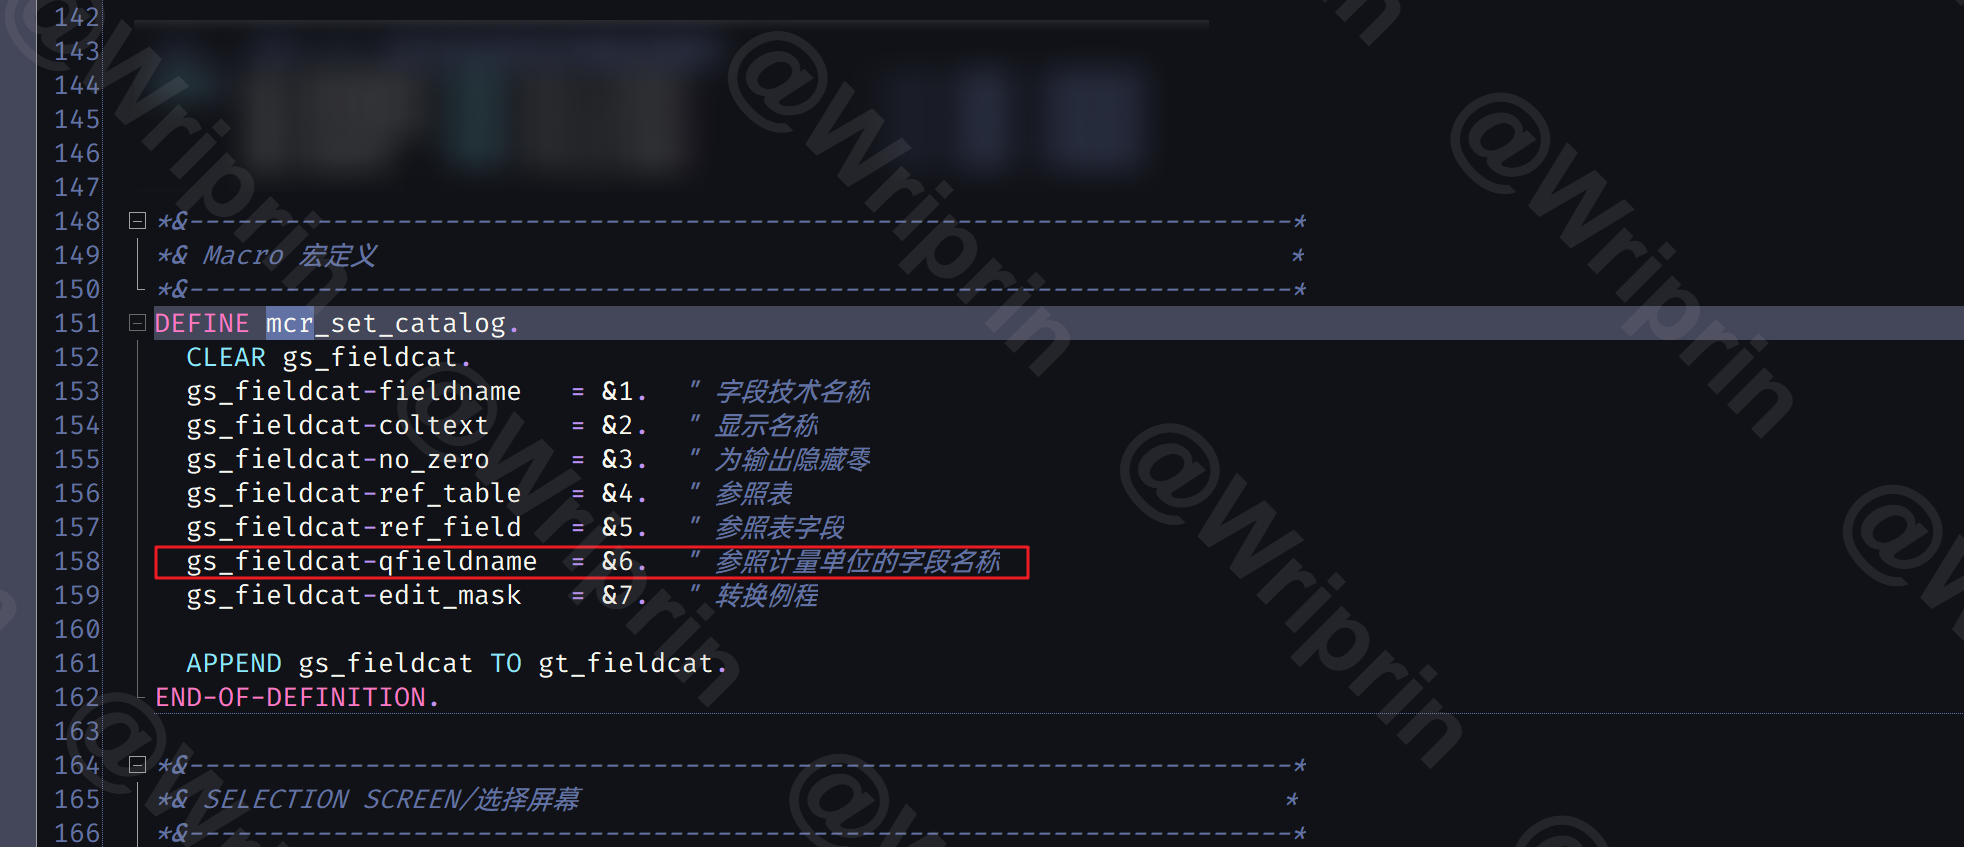 142
143
144
145
146
147
148 *&---------------------------------------------------------------------*
149 *& Macro 宏定义 *
150 *&---------------------------------------------------------------------*
151 DEFINE mcr_set_catalog.
152 CLEAR gs_fieldcat.
153 gs_fieldcat-fieldname = &1. " 字段技术名称
154 gs_fieldcat-coltext = &2. " 显示名称
155 gs_fieldcat-no_zero = &3. " 为输出隐藏零
156 gs_fieldcat-ref_table = &4. " 参照表
157 gs_fieldcat-ref_field = &5. " 参照表字段
158 gs_fieldcat-qfieldname = &6. " 参照计量单位的字段名称
159 gs_fieldcat-edit_mask = &7. " 转换例程
160
161 APPEND gs_fieldcat TO gt_fieldcat.
162 END-OF-DEFINITION.
163
164 *&---------------------------------------------------------------------*
165 *& SELECTION SCREEN/选择屏幕 *
166 *&---------------------------------------------------------------------*
@Wriprin
@Wriprin
@Wriprin
@Wriprin
@Wriprin